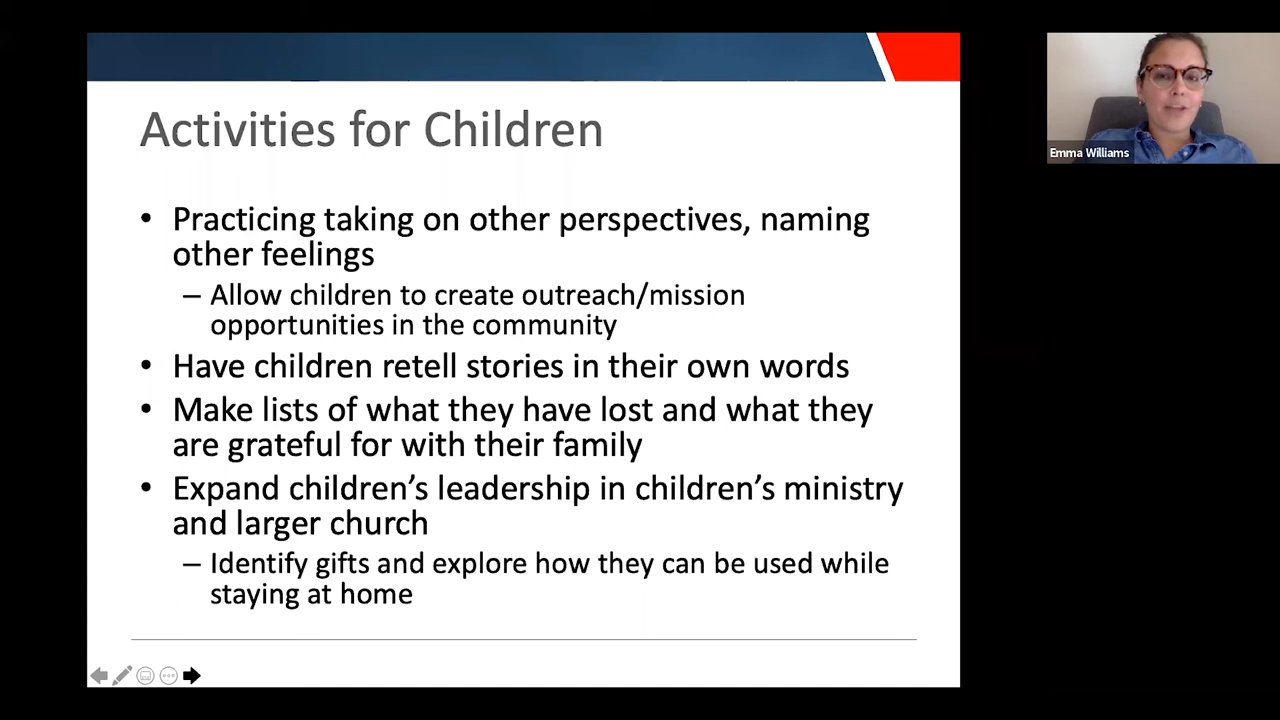 Activities for Children
• Practicing taking on other perspectives, naming
other feelings
– Allow children to create outreach/mission
opportunities in the community
• Have children retell stories in their own words
• Make lists of what they have lost and what they
are grateful for with their family
• Expand children’s leadership in children’s ministry
and larger church
– Identify gifts and explore how they can be used while
staying at home
Emma Williams